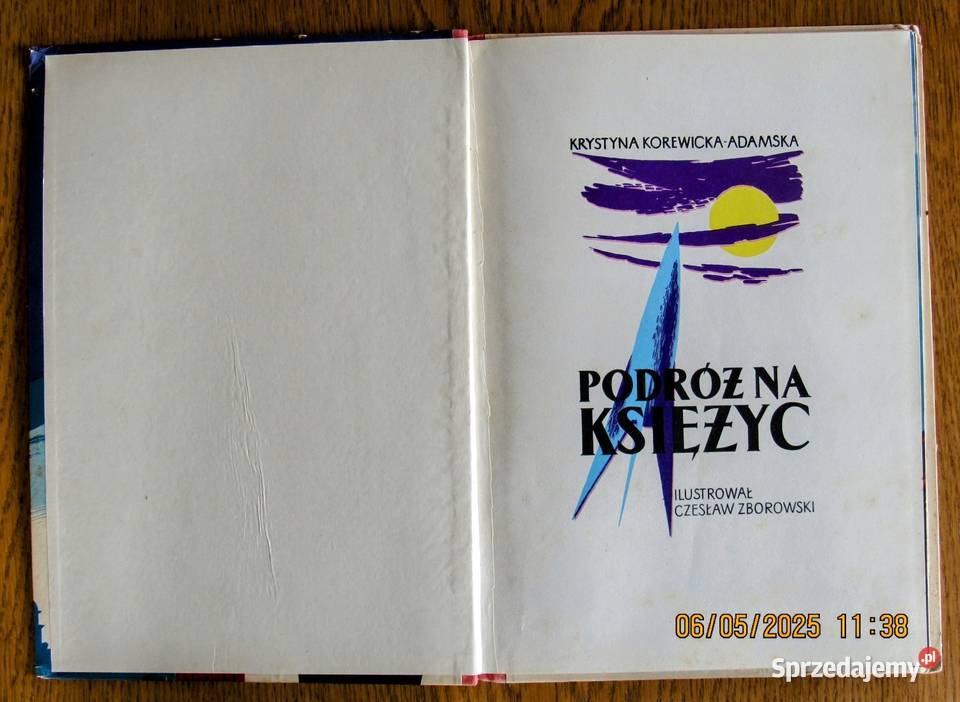 KRYSTYNA KOREWICKA-ADAMSKA
PODRÓŻ NA
KSIĘŻYC
ILUSTROWAŁ
CZESŁAW ZBOROWSKI
06/05/2025 11:38
Sprzedajemy.pl